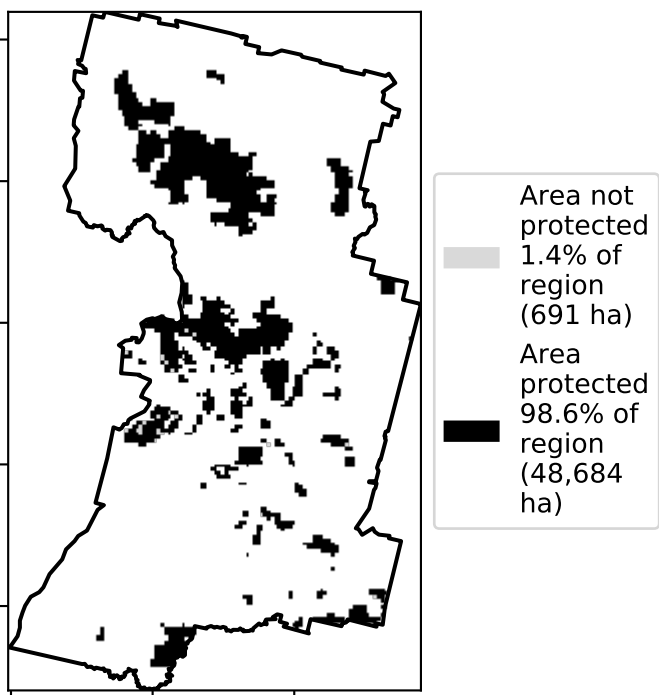 Area not
protected
1.4% of
region
(691 ha)
Area
protected
98.6% of
region
(48,684
ha)